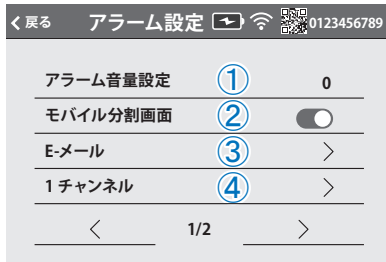 < 戻る アラーム設定 0123456789
アラーム音量設定 ① 0
モバイル分割画面 ②
E-メール ③ >
1 チャンネル ④ >
< 1/2 >